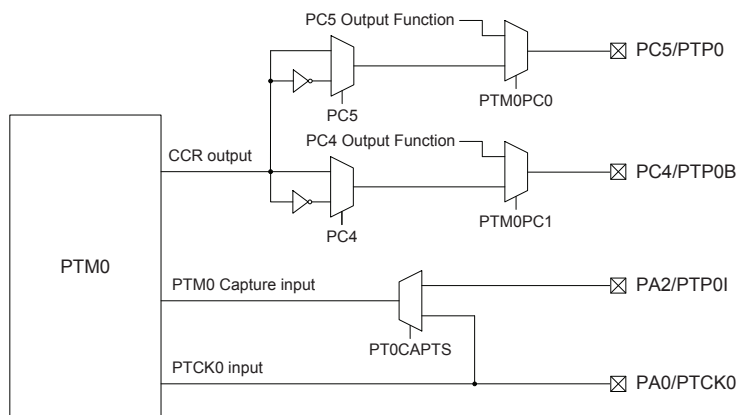 PC5 Output Function
PC5/PTP0
PTM0PC0
PC5
CCR output
PC4 Output Function
PC4/PTP0B
PTM0PC1
PC4
PTM0
PTM0 Capture input
PA2/PTP0I
PT0CAPTS
PTCK0 input
PA0/PTCK0